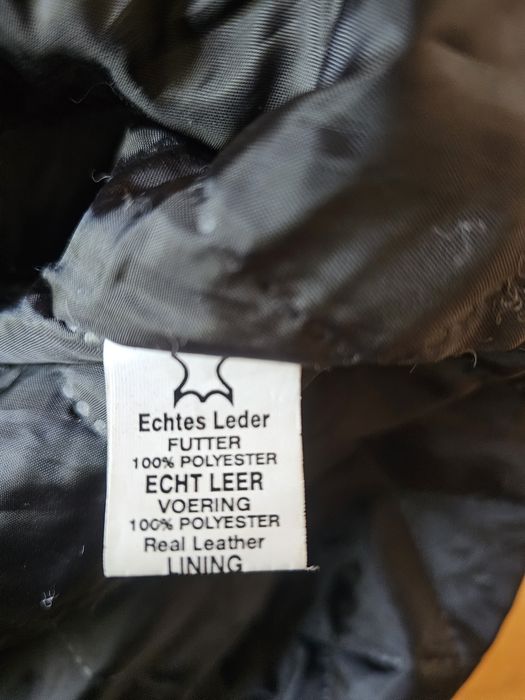 Echtes Leder
FUTTER
100% POLYESTER
ECHT LEER
VOERING
100% POLYESTER
Real Leather
LINING